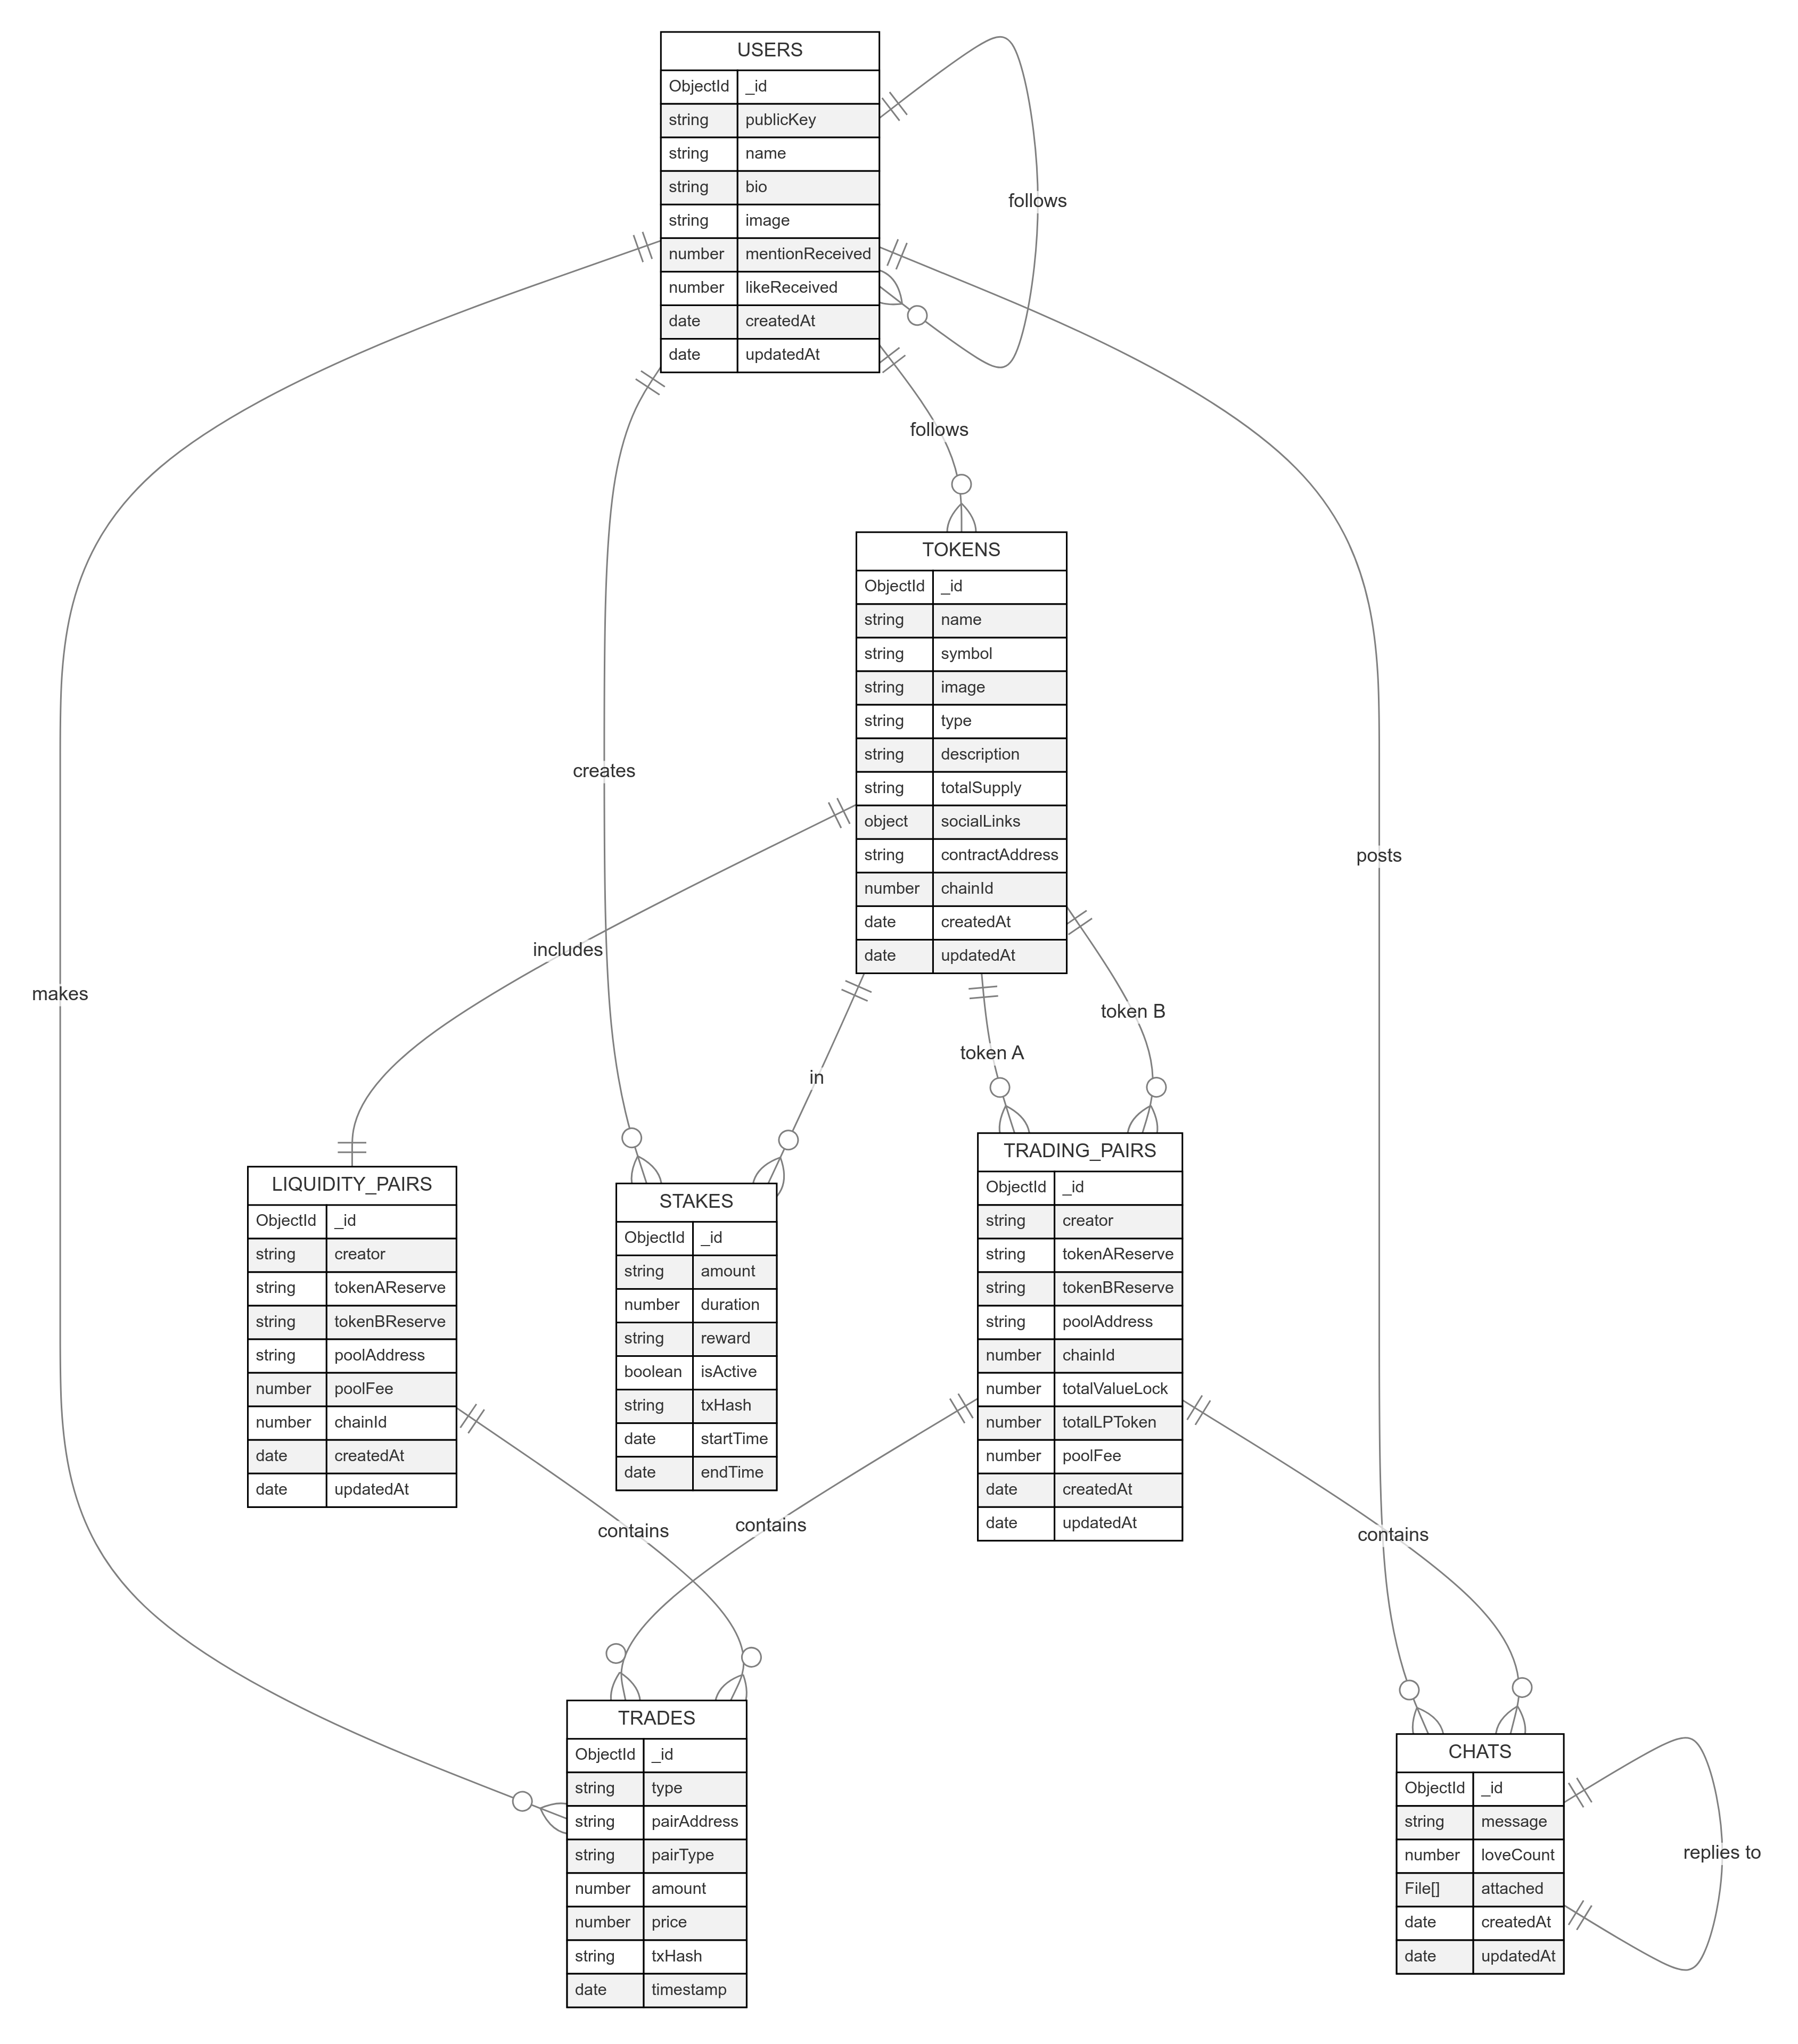 USERS
ObjectId _id
string publicKey
string name
string bio
string image
number mentionReceived
number likeReceived
date createdAt
date updatedAt
follows
follows
TOKENS
ObjectId _id
string name
string symbol
string image
string type
string description
string totalSupply
object socialLinks
string contractAddress
number chainId
date createdAt
date updatedAt
creates
posts
includes
makes
token B
token A
in
LIQUIDITY_PAIRS
ObjectId _id
string creator
string tokenAReserve
string tokenBReserve
string poolAddress
number poolFee
number chainId
date createdAt
date updatedAt
STAKES
ObjectId _id
string amount
number duration
string reward
boolean isActive
string txHash
date startTime
date endTime
TRADING_PAIRS
ObjectId _id
string creator
string tokenAReserve
string tokenBReserve
string poolAddress
number chainId
number totalValueLock
number totalLPToken
number poolFee
date createdAt
date updatedAt
contains
contains
contains
TRADES
ObjectId _id
string type
string pairAddress
string pairType
number amount
number price
string txHash
date timestamp
CHATS
ObjectId _id
string message
number loveCount
File[] attached
date createdAt
date updatedAt
replies to